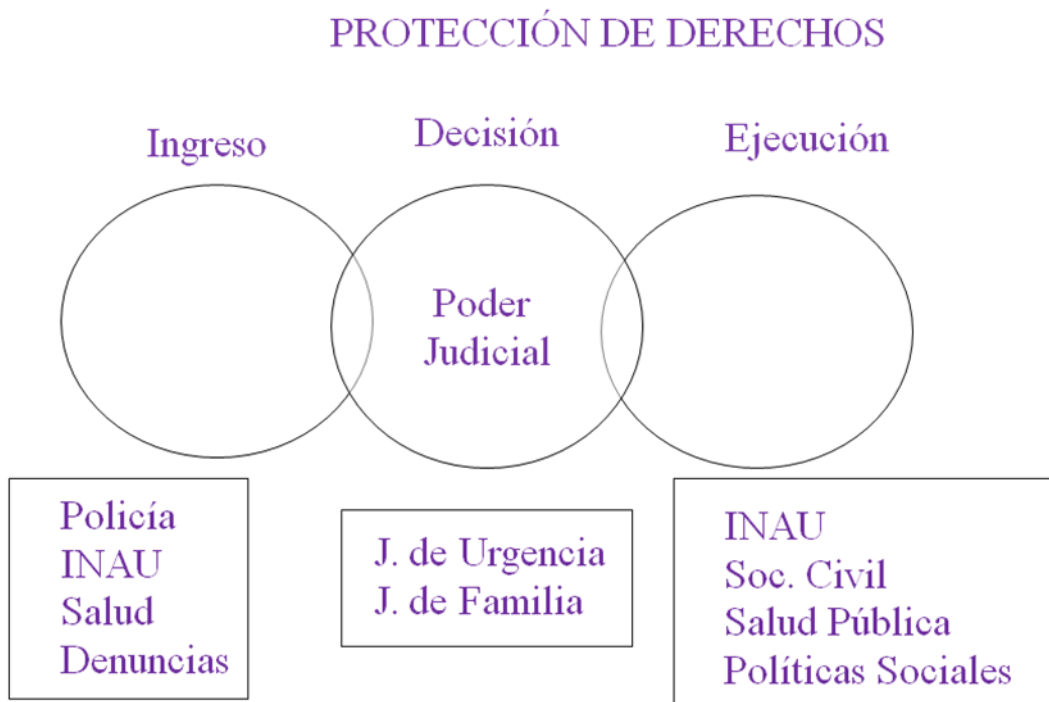 PROTECCIÓN DE DERECHOS
Ingreso
Decisión
Ejecución
Poder
Judicial
Policía
INAU
Salud
Denuncias
J. de Urgencia
J. de Familia
INAU
Soc. Civil
Salud Pública
Políticas Sociales